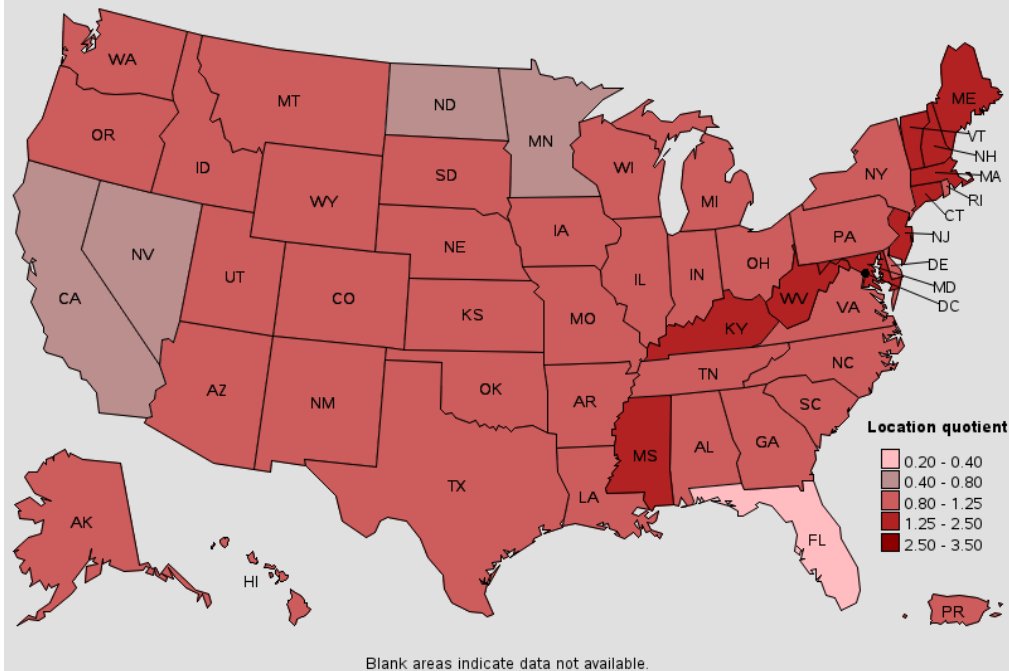 WA
MT
ND
MN
ME
VT
NH
MA
RI
CT
OR
ID
SD
WI
MI
NY
WY
NE
IA
PA
NJ
DE
MD
DC
NV
UT
CO
IL
IN
OH
WV
VA
CA
KS
MO
KY
AZ
NM
OK
AR
TN
NC
SC
TX
LA
MS
AL
GA
FL
AK
HI
PR
Location quotient
0.20 - 0.40
0.40 - 0.80
0.80 - 1.25
1.25 - 2.50
2.50 - 3.50
Blank areas indicate data not available.